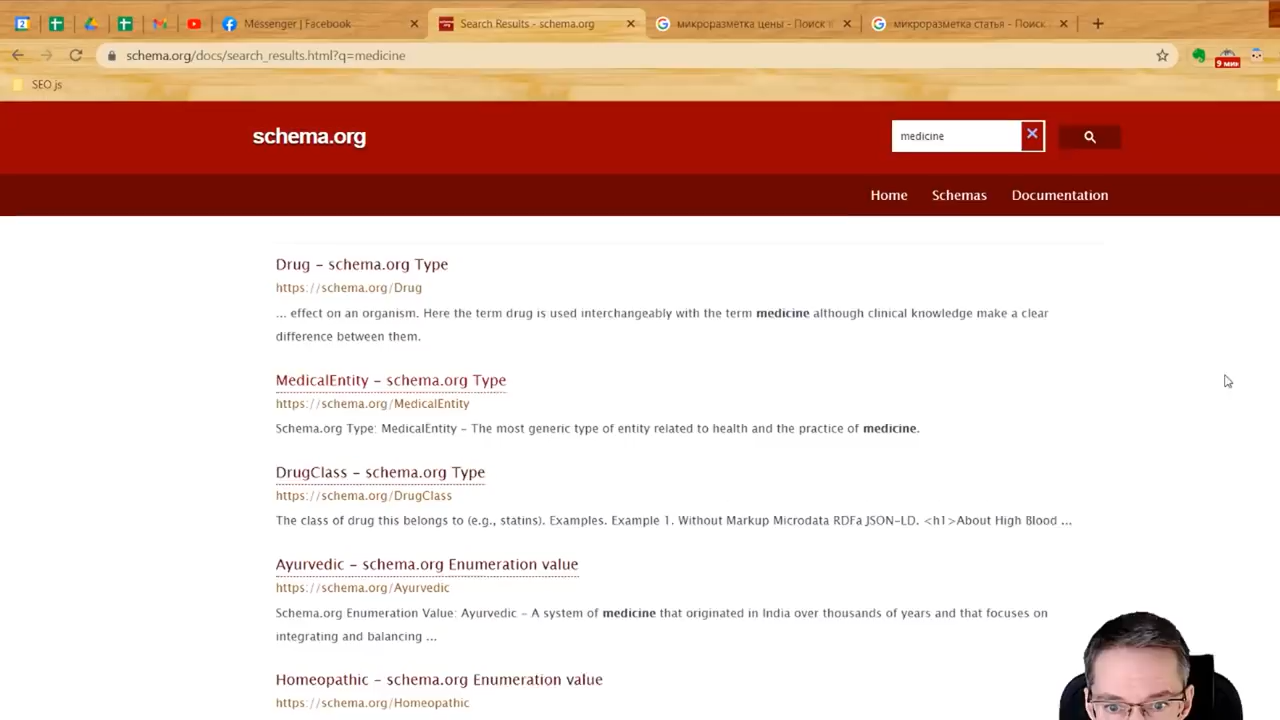 Messenger | Facebook
Search Results - schema.org
микроразметка цены - Поиск
микроразметка статья - Поиск
schema.org/docs/search_results.html?q=medicine
9 мин
SEO js
schema.org
medicine
Home Schemas Documentation
Drug – schema.org Type
https://schema.org/Drug
... effect on an organism. Here the term drug is used interchangeably with the term medicine although clinical knowledge make a clear
difference between them.
MedicalEntity – schema.org Type
https://schema.org/MedicalEntity
Schema.org Type: MedicalEntity – The most generic type of entity related to health and the practice of medicine.
DrugClass – schema.org Type
https://schema.org/DrugClass
The class of drug this belongs to (e.g., statins). Examples. Example 1. Without Markup Microdata RDFa JSON-LD. <h1>About High Blood ...
Ayurvedic – schema.org Enumeration value
https://schema.org/Ayurvedic
Schema.org Enumeration Value: Ayurvedic – A system of medicine that originated in India over thousands of years and that focuses on
integrating and balancing ...
Homeopathic – schema.org Enumeration value
https://schema.org/Homeopathic